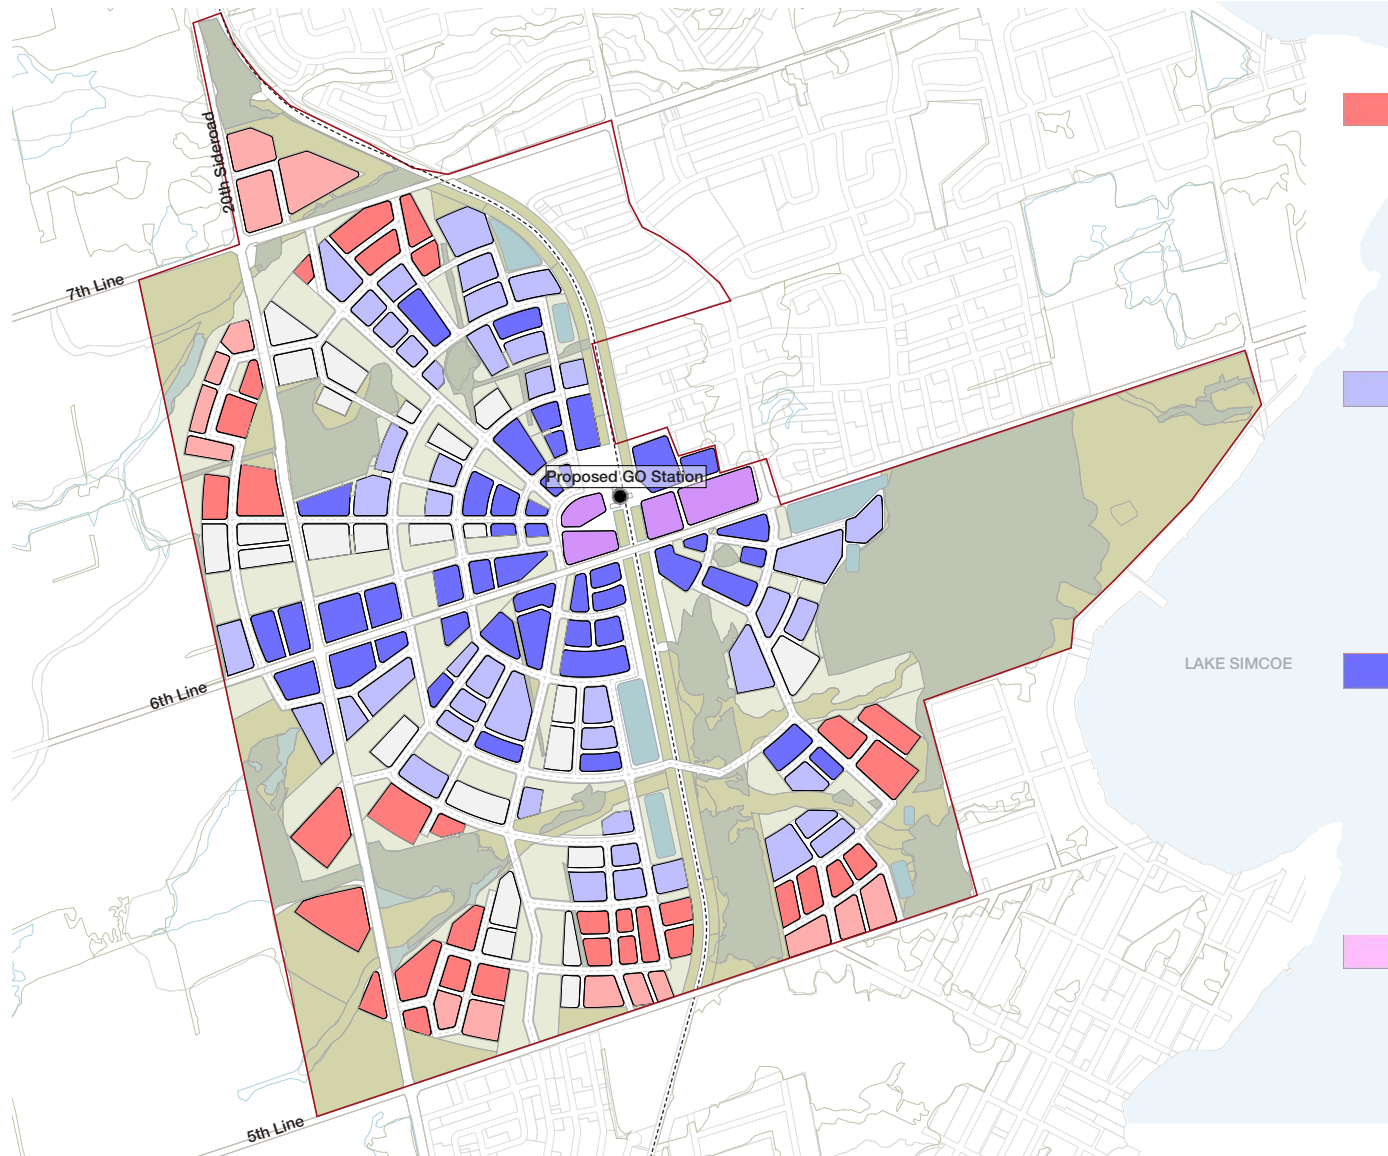 20th Sideroad
7th Line
Proposed GO Station
LAKE SIMCOE
6th Line
5th Line